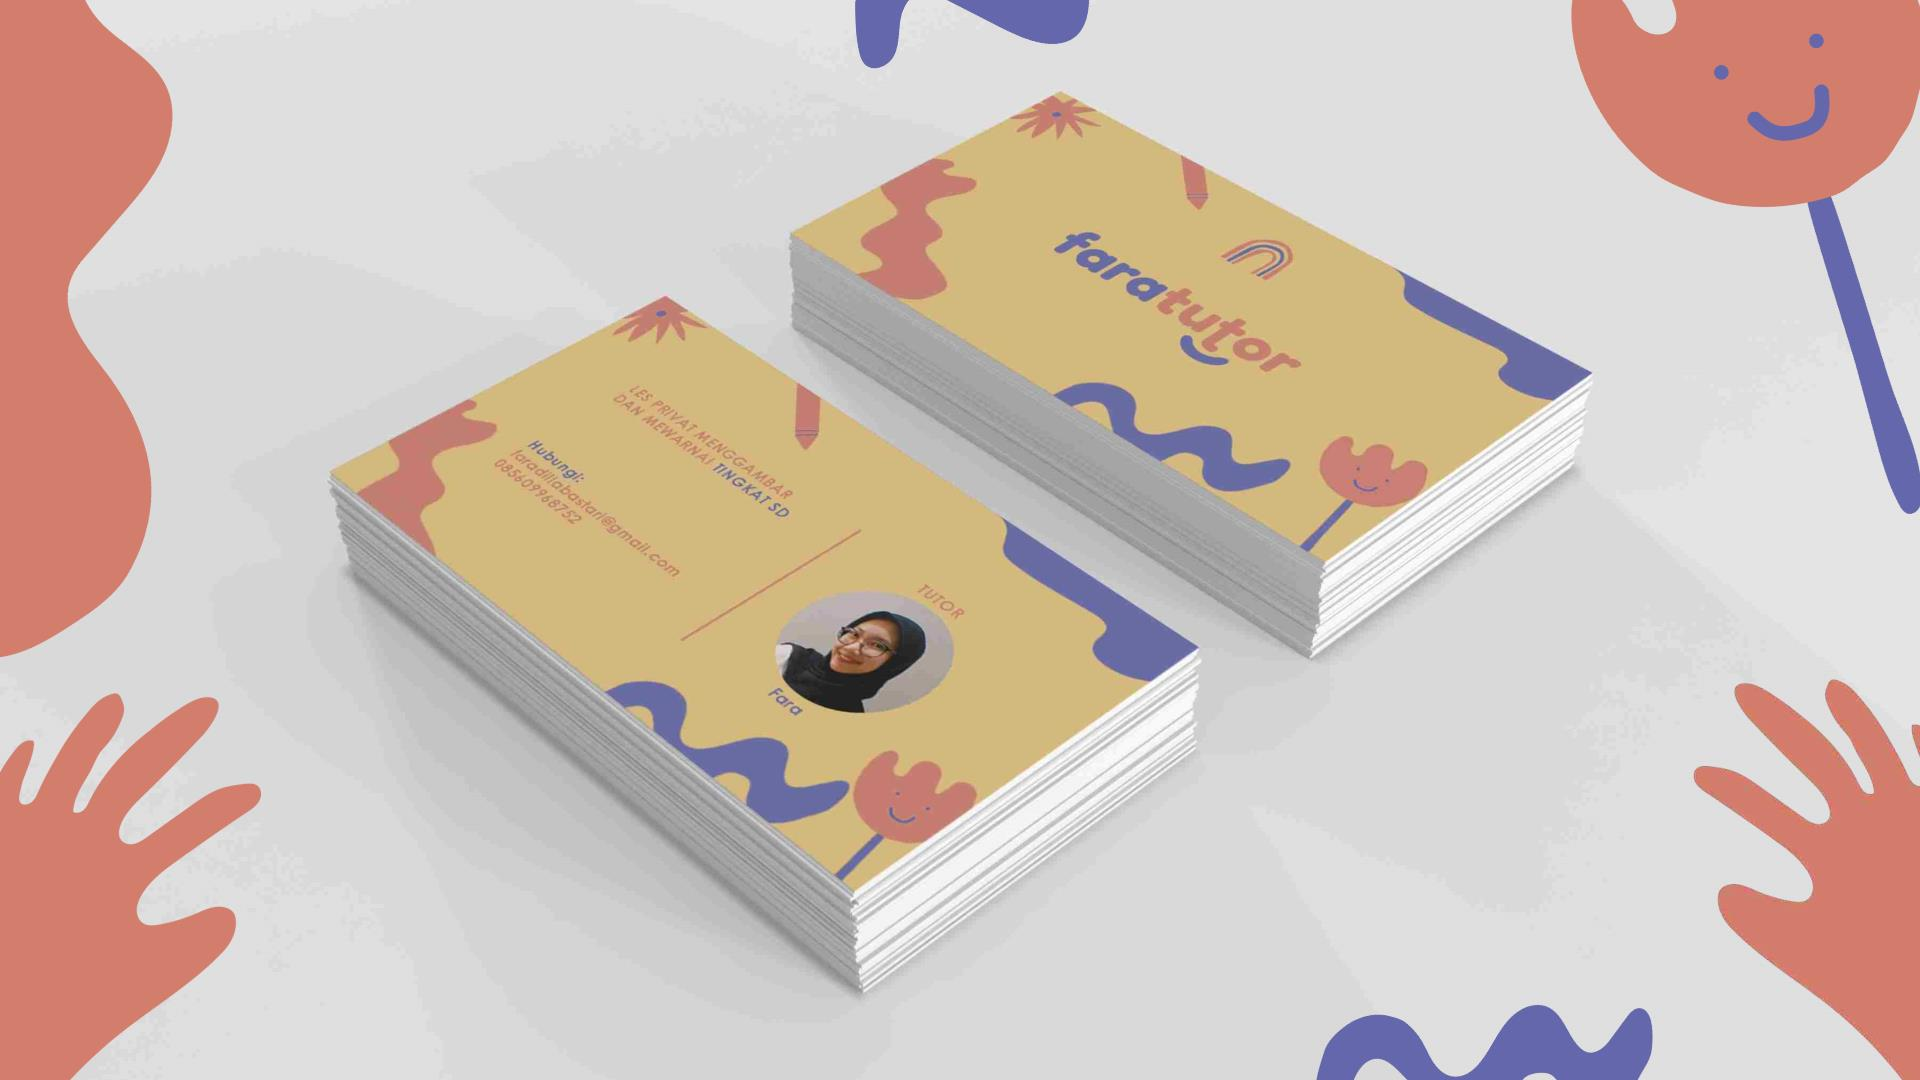 faratutor
LES PRIVAT MENGGAMBAR
DAN MEWARNAI TINGKAT SD
Hubungi:
faradillabastari@gmail.com
085609968752
TUTOR
Fara